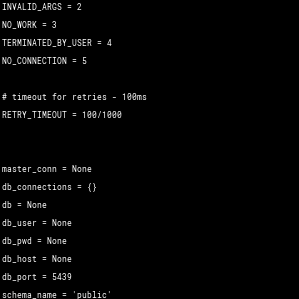 INVALID_ARGS = 2
NO_WORK = 3
TERMINATED_BY_USER = 4
NO_CONNECTION = 5
# timeout for retries - 100ms
RETRY_TIMEOUT = 100/1000
master_conn = None
db_connections = {}
db = None
db_user = None
db_pwd = None
db_host = None
db_port = 5439
schema_name = 'public'